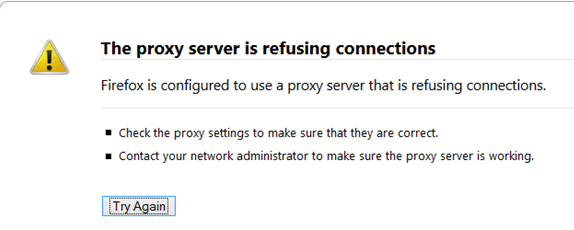 The proxy server is refusing connections
Firefox is configured to use a proxy server that is refusing connections.
Check the proxy settings to make sure that they are correct.
Contact your network administrator to make sure the proxy server is working.
Try Again